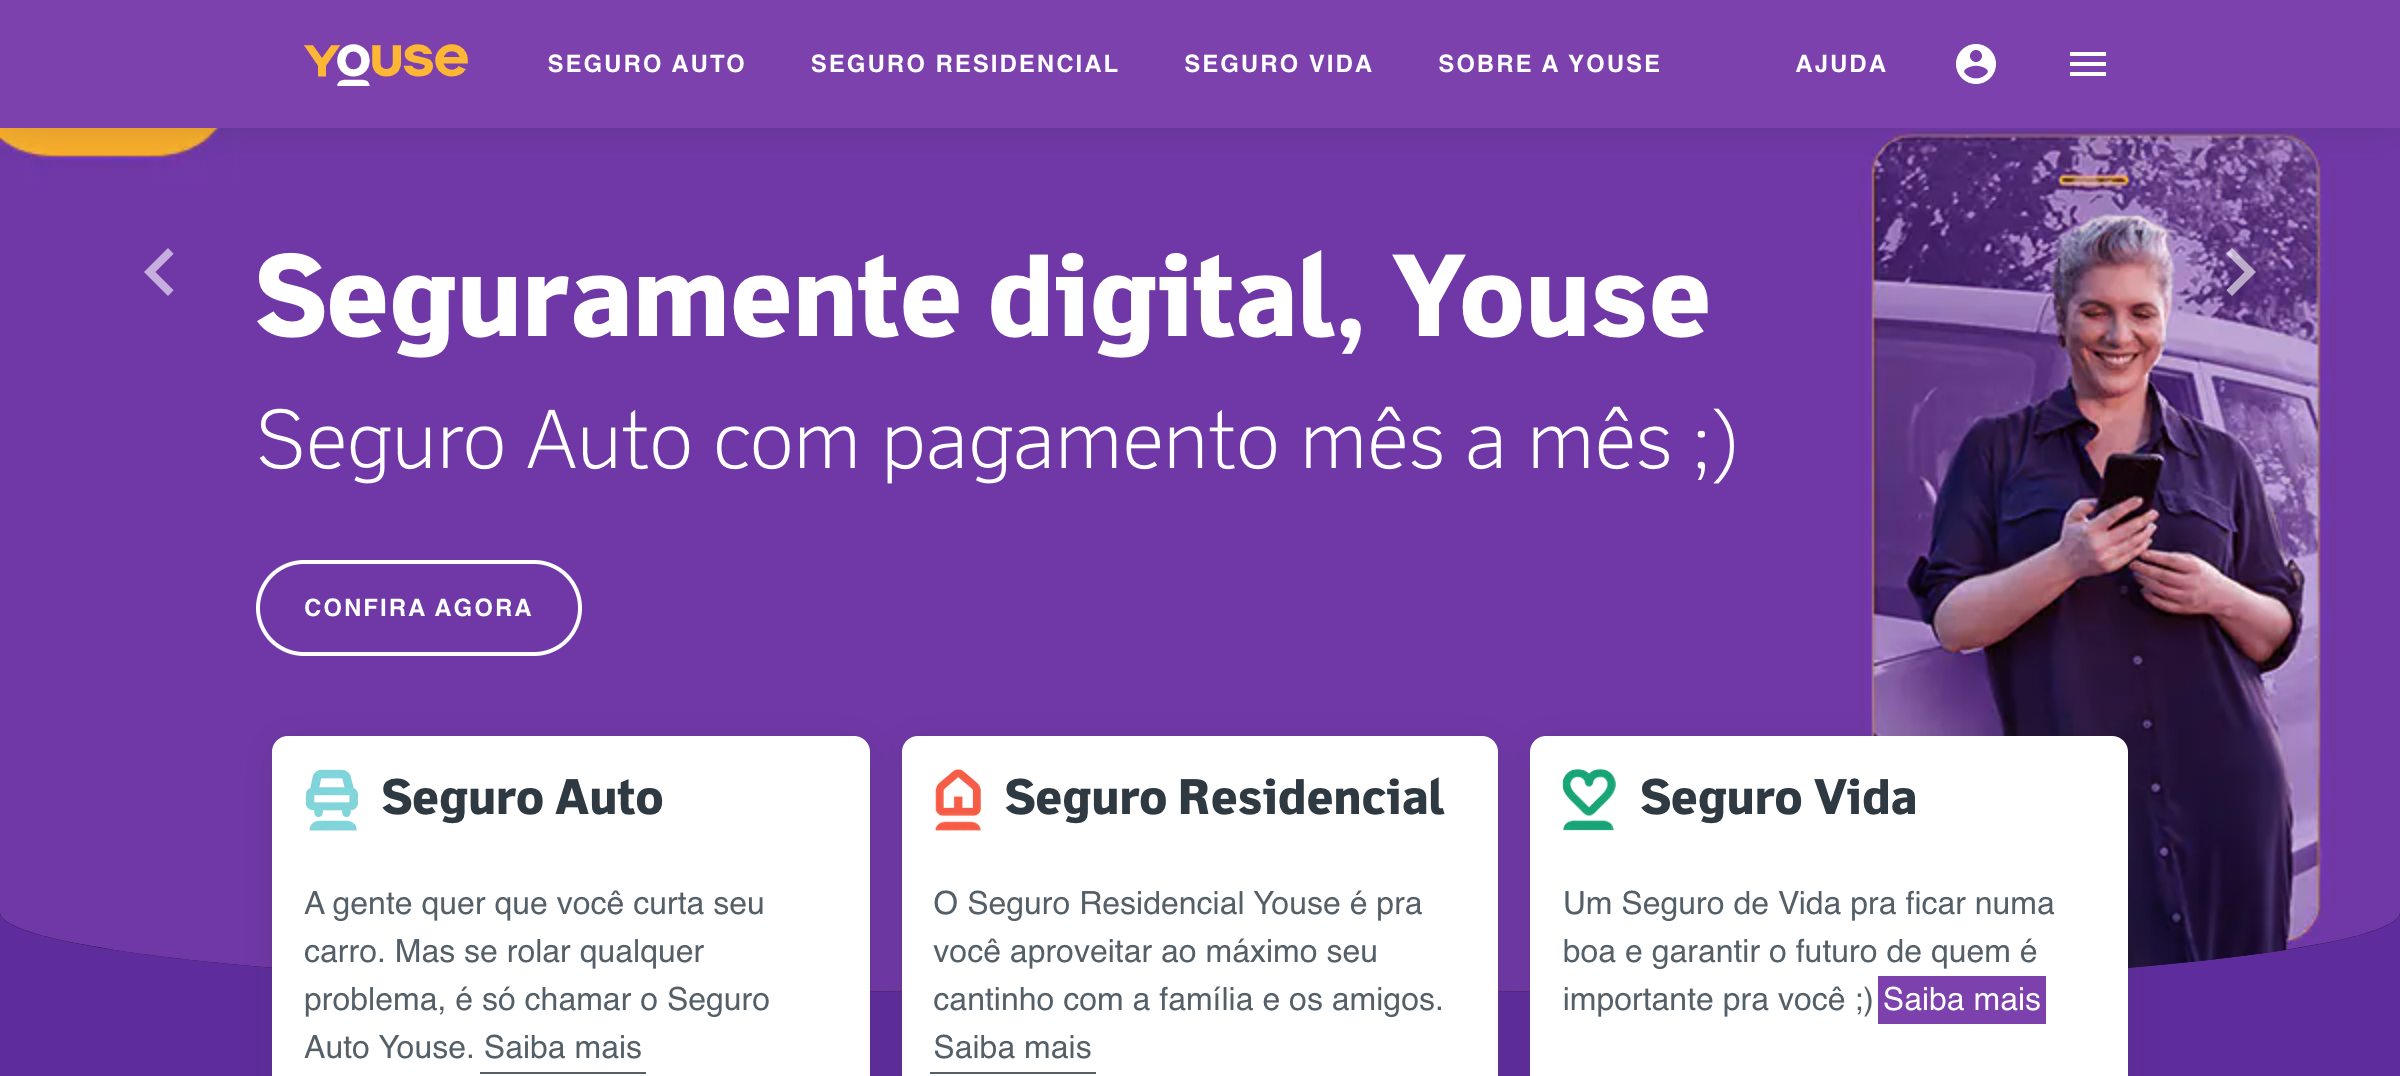 Youse SEGURO AUTO SEGURO RESIDENCIAL SEGURO VIDA SOBRE A YOUSE AJUDA
Seguramente digital, Youse
Seguro Auto com pagamento mês a mês ;)
CONFIRA AGORA
Seguro Auto
A gente quer que você curta seu
carro. Mas se rolar qualquer
problema, é só chamar o Seguro
Auto Youse. Saiba mais
Seguro Residencial
O Seguro Residencial Youse é pra
você aproveitar ao máximo seu
cantinho com a família e os amigos.
Saiba mais
Seguro Vida
Um Seguro de Vida pra ficar numa
boa e garantir o futuro de quem é
importante pra você ;) Saiba mais